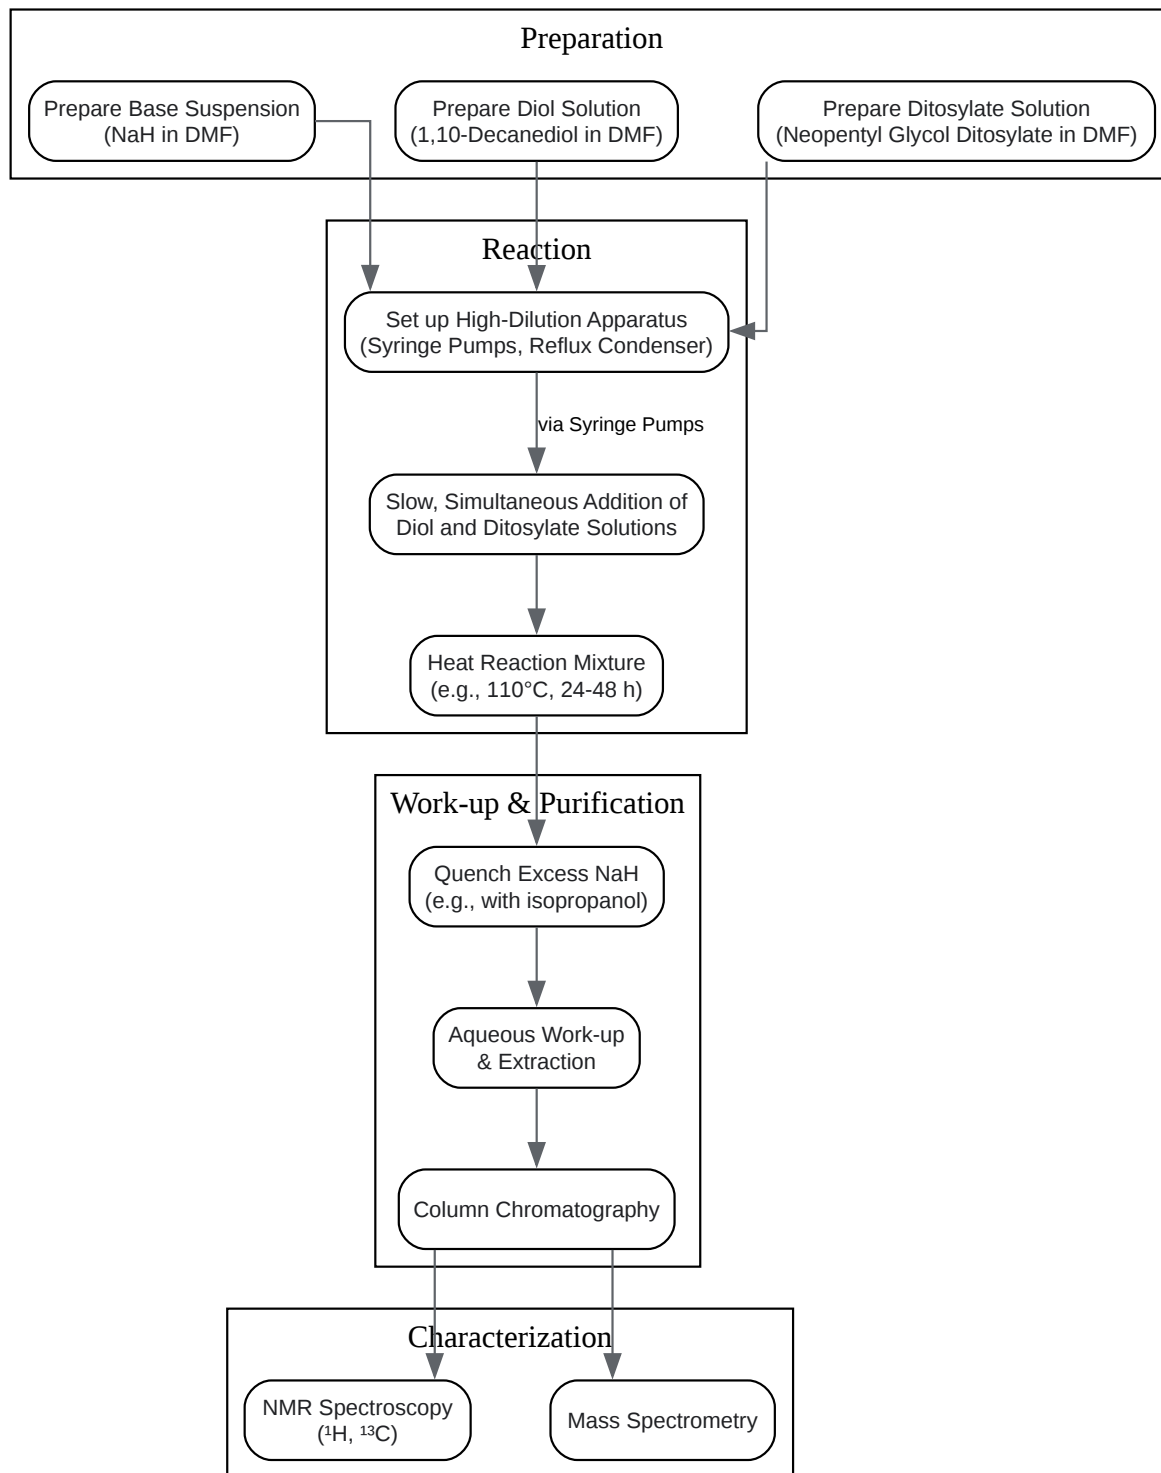 Preparation
Prepare Base Suspension
(NaH in DMF)
Prepare Diol Solution
(1,10-Decanediol in DMF)
Prepare Ditosylate Solution
(Neopentyl Glycol Ditosylate in DMF)
Reaction
Set up High-Dilution Apparatus
(Syringe Pumps, Reflux Condenser)
via Syringe Pumps
Slow, Simultaneous Addition of
Diol and Ditosylate Solutions
Heat Reaction Mixture
(e.g., 110°C, 24-48 h)
Work-up & Purification
Quench Excess NaH
(e.g., with isopropanol)
Aqueous Work-up
& Extraction
Column Chromatography
Characterization
NMR Spectroscopy
(¹H, ¹³C)
Mass Spectrometry